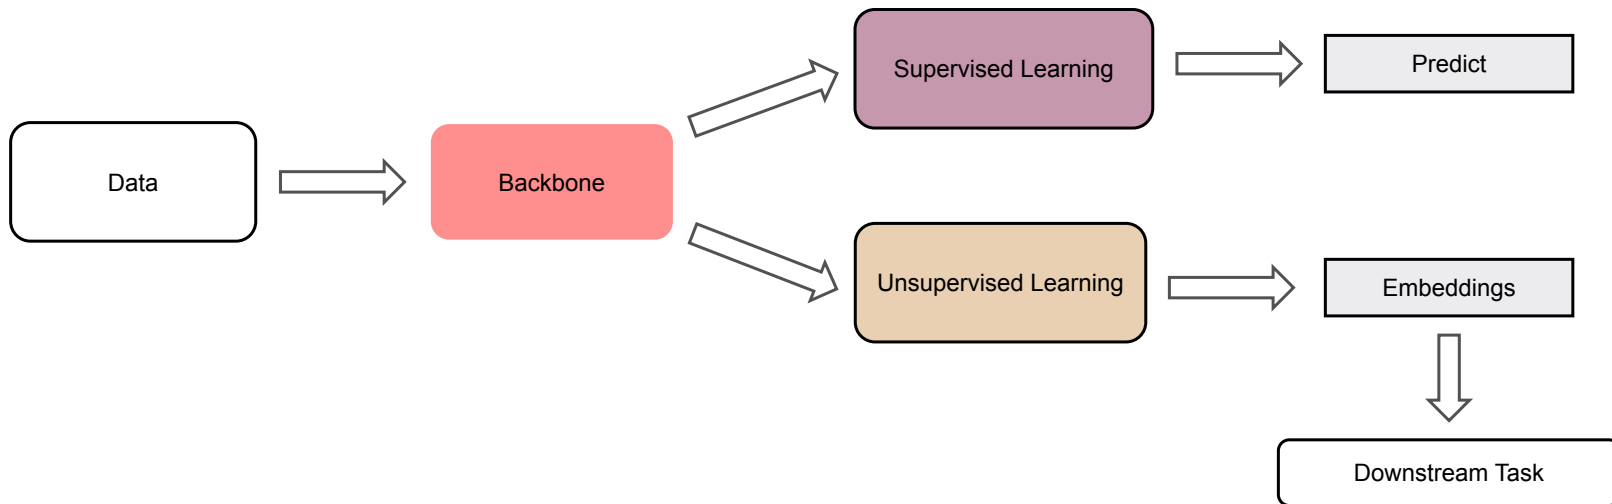 Data
Backbone
Supervised Learning
Predict
Unsupervised Learning
Embeddings
Downstream Task